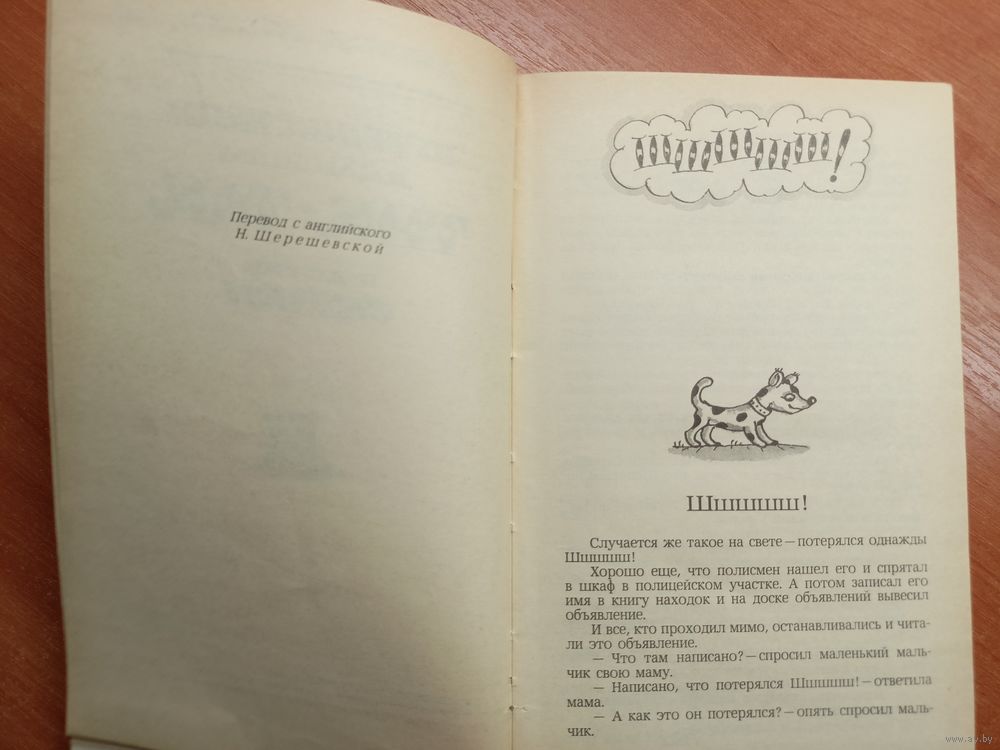 Перевод с английского
Н. Шерешевской
Шшшшш!
Шшшшш!
Случается же такое на свете — потерялся однажды
Шшшшш!
Хорошо еще, что полисмен нашел его и спрятал
в шкаф в полицейском участке. А потом записал его
имя в книгу находок и на доске объявлений вывесил
объявление.
И все, кто проходил мимо, останавливались и чита-
ли это объявление.
— Что там написано? — спросил маленький маль-
чик свою маму.
— Написано, что потерялся Шшшшш! — ответила
мама.
— А как это он потерялся? — опять спросил маль-
чик.
www.ay.by